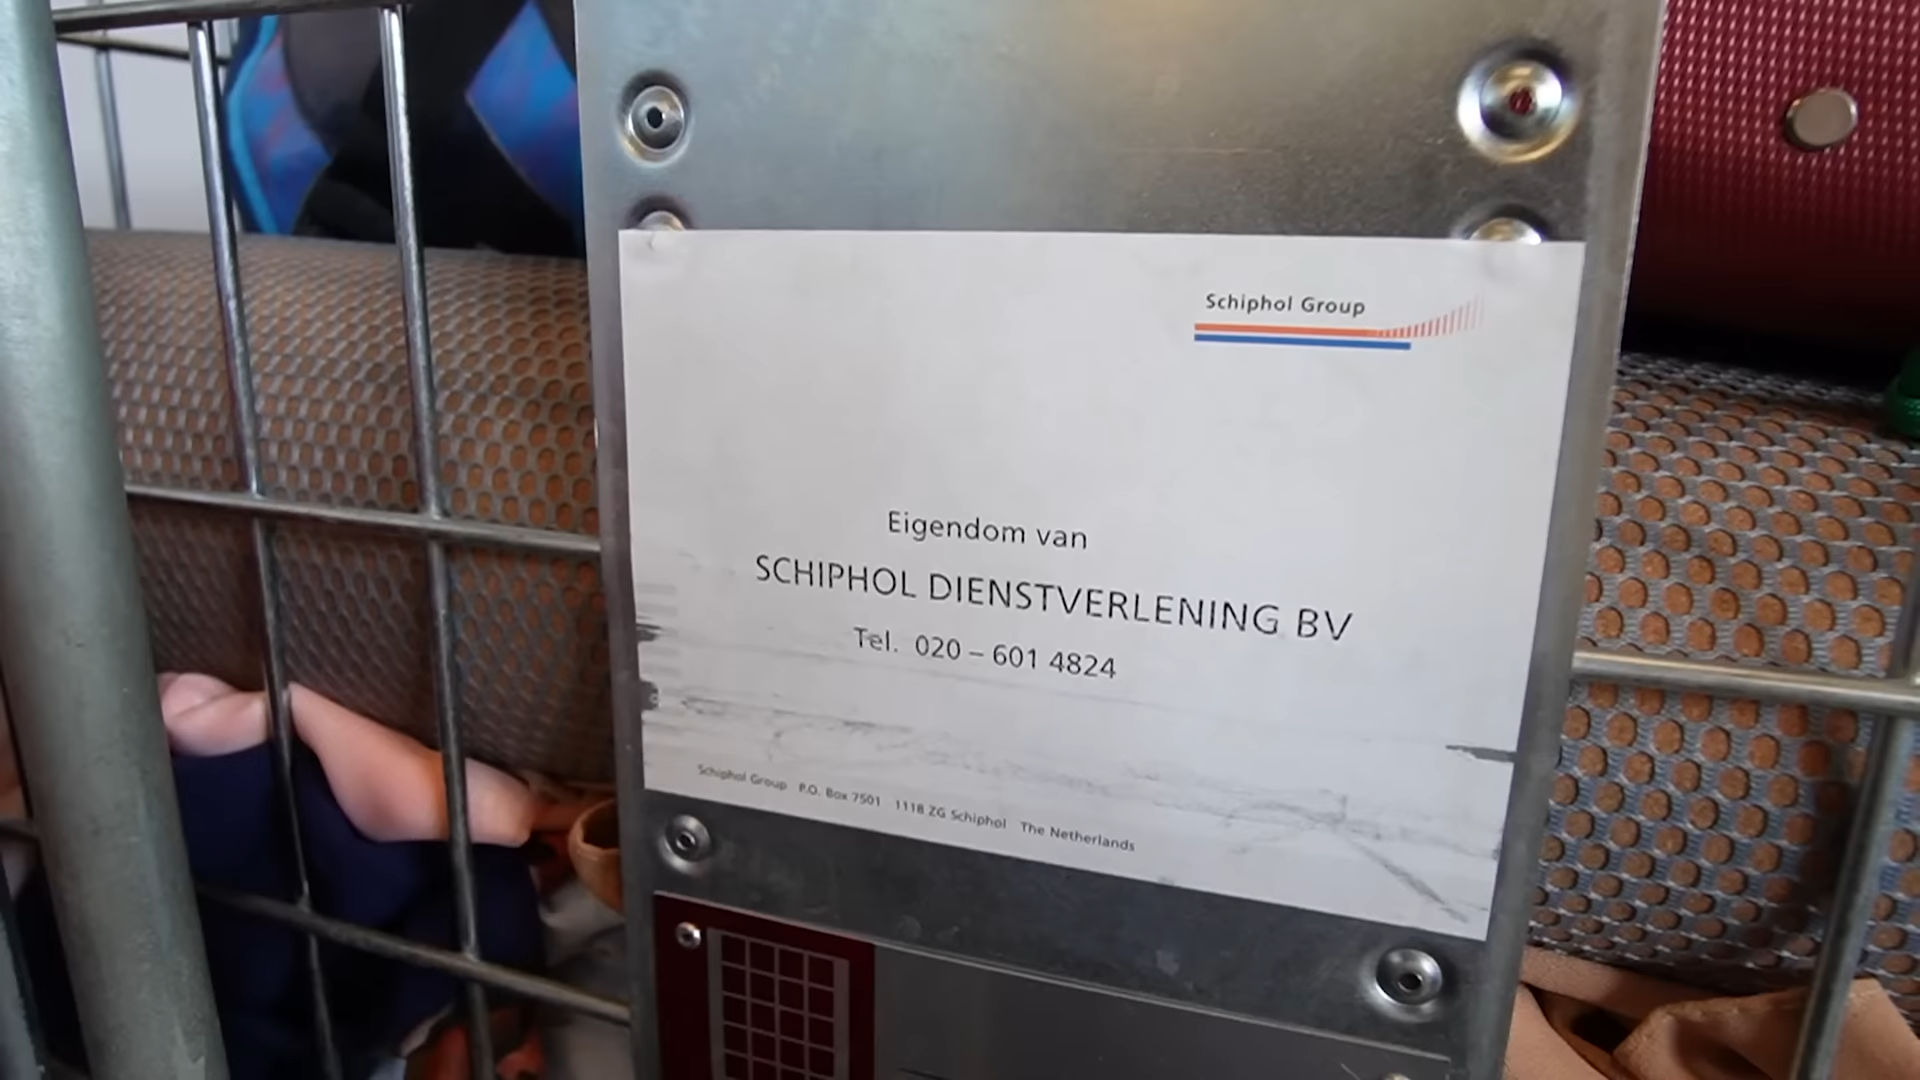 Schiphol Group
Eigendom van
SCHIPHOL DIENSTVERLENING BV
Tel. 020 – 601 4824
Schiphol Group P.O. Box 7501 1118 ZG Schiphol The Netherlands